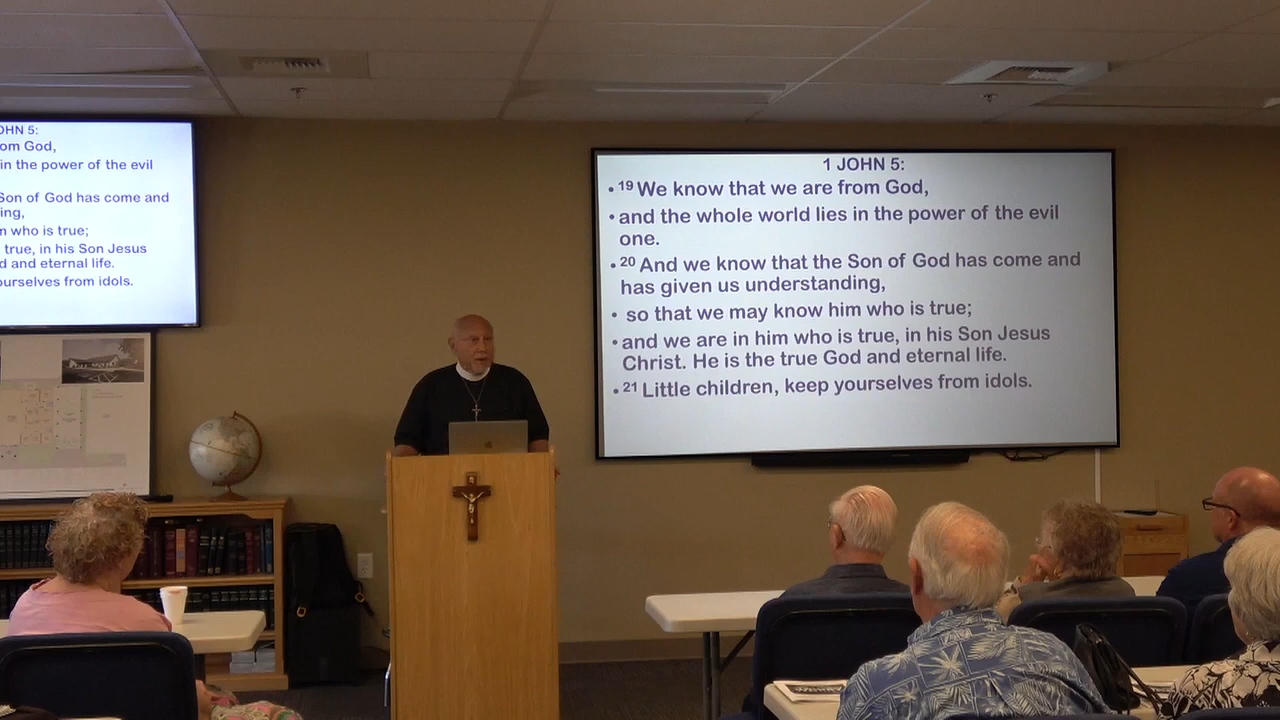 OHN 5:
om God,
in the power of the evil
Son of God has come and
ing,
m who is true;
true, in his Son Jesus
d and eternal life.
ourselves from idols.
1 JOHN 5:
• 19 We know that we are from God,
• and the whole world lies in the power of the evil
one.
• 20 And we know that the Son of God has come and
has given us understanding,
• so that we may know him who is true;
• and we are in him who is true, in his Son Jesus
Christ. He is the true God and eternal life.
• 21 Little children, keep yourselves from idols.